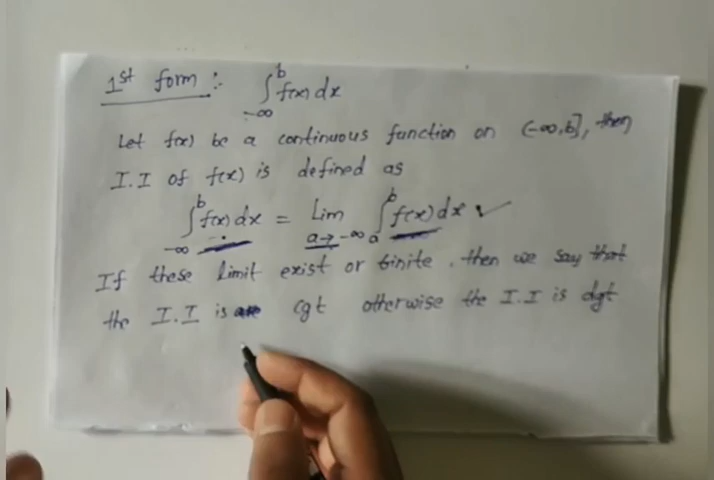 1st form :- ∫_{-∞}^{b} f(x) dx
Let f(x) be a continuous function on (-∞, b], then
I.I of f(x) is defined as
∫_{-∞}^{b} f(x) dx = Lim_{a→-∞} ∫_{a}^{b} f(x) dx ✓
If these limit exist or finite. then we say that
the I.I is cgt otherwise the I.I is dgt